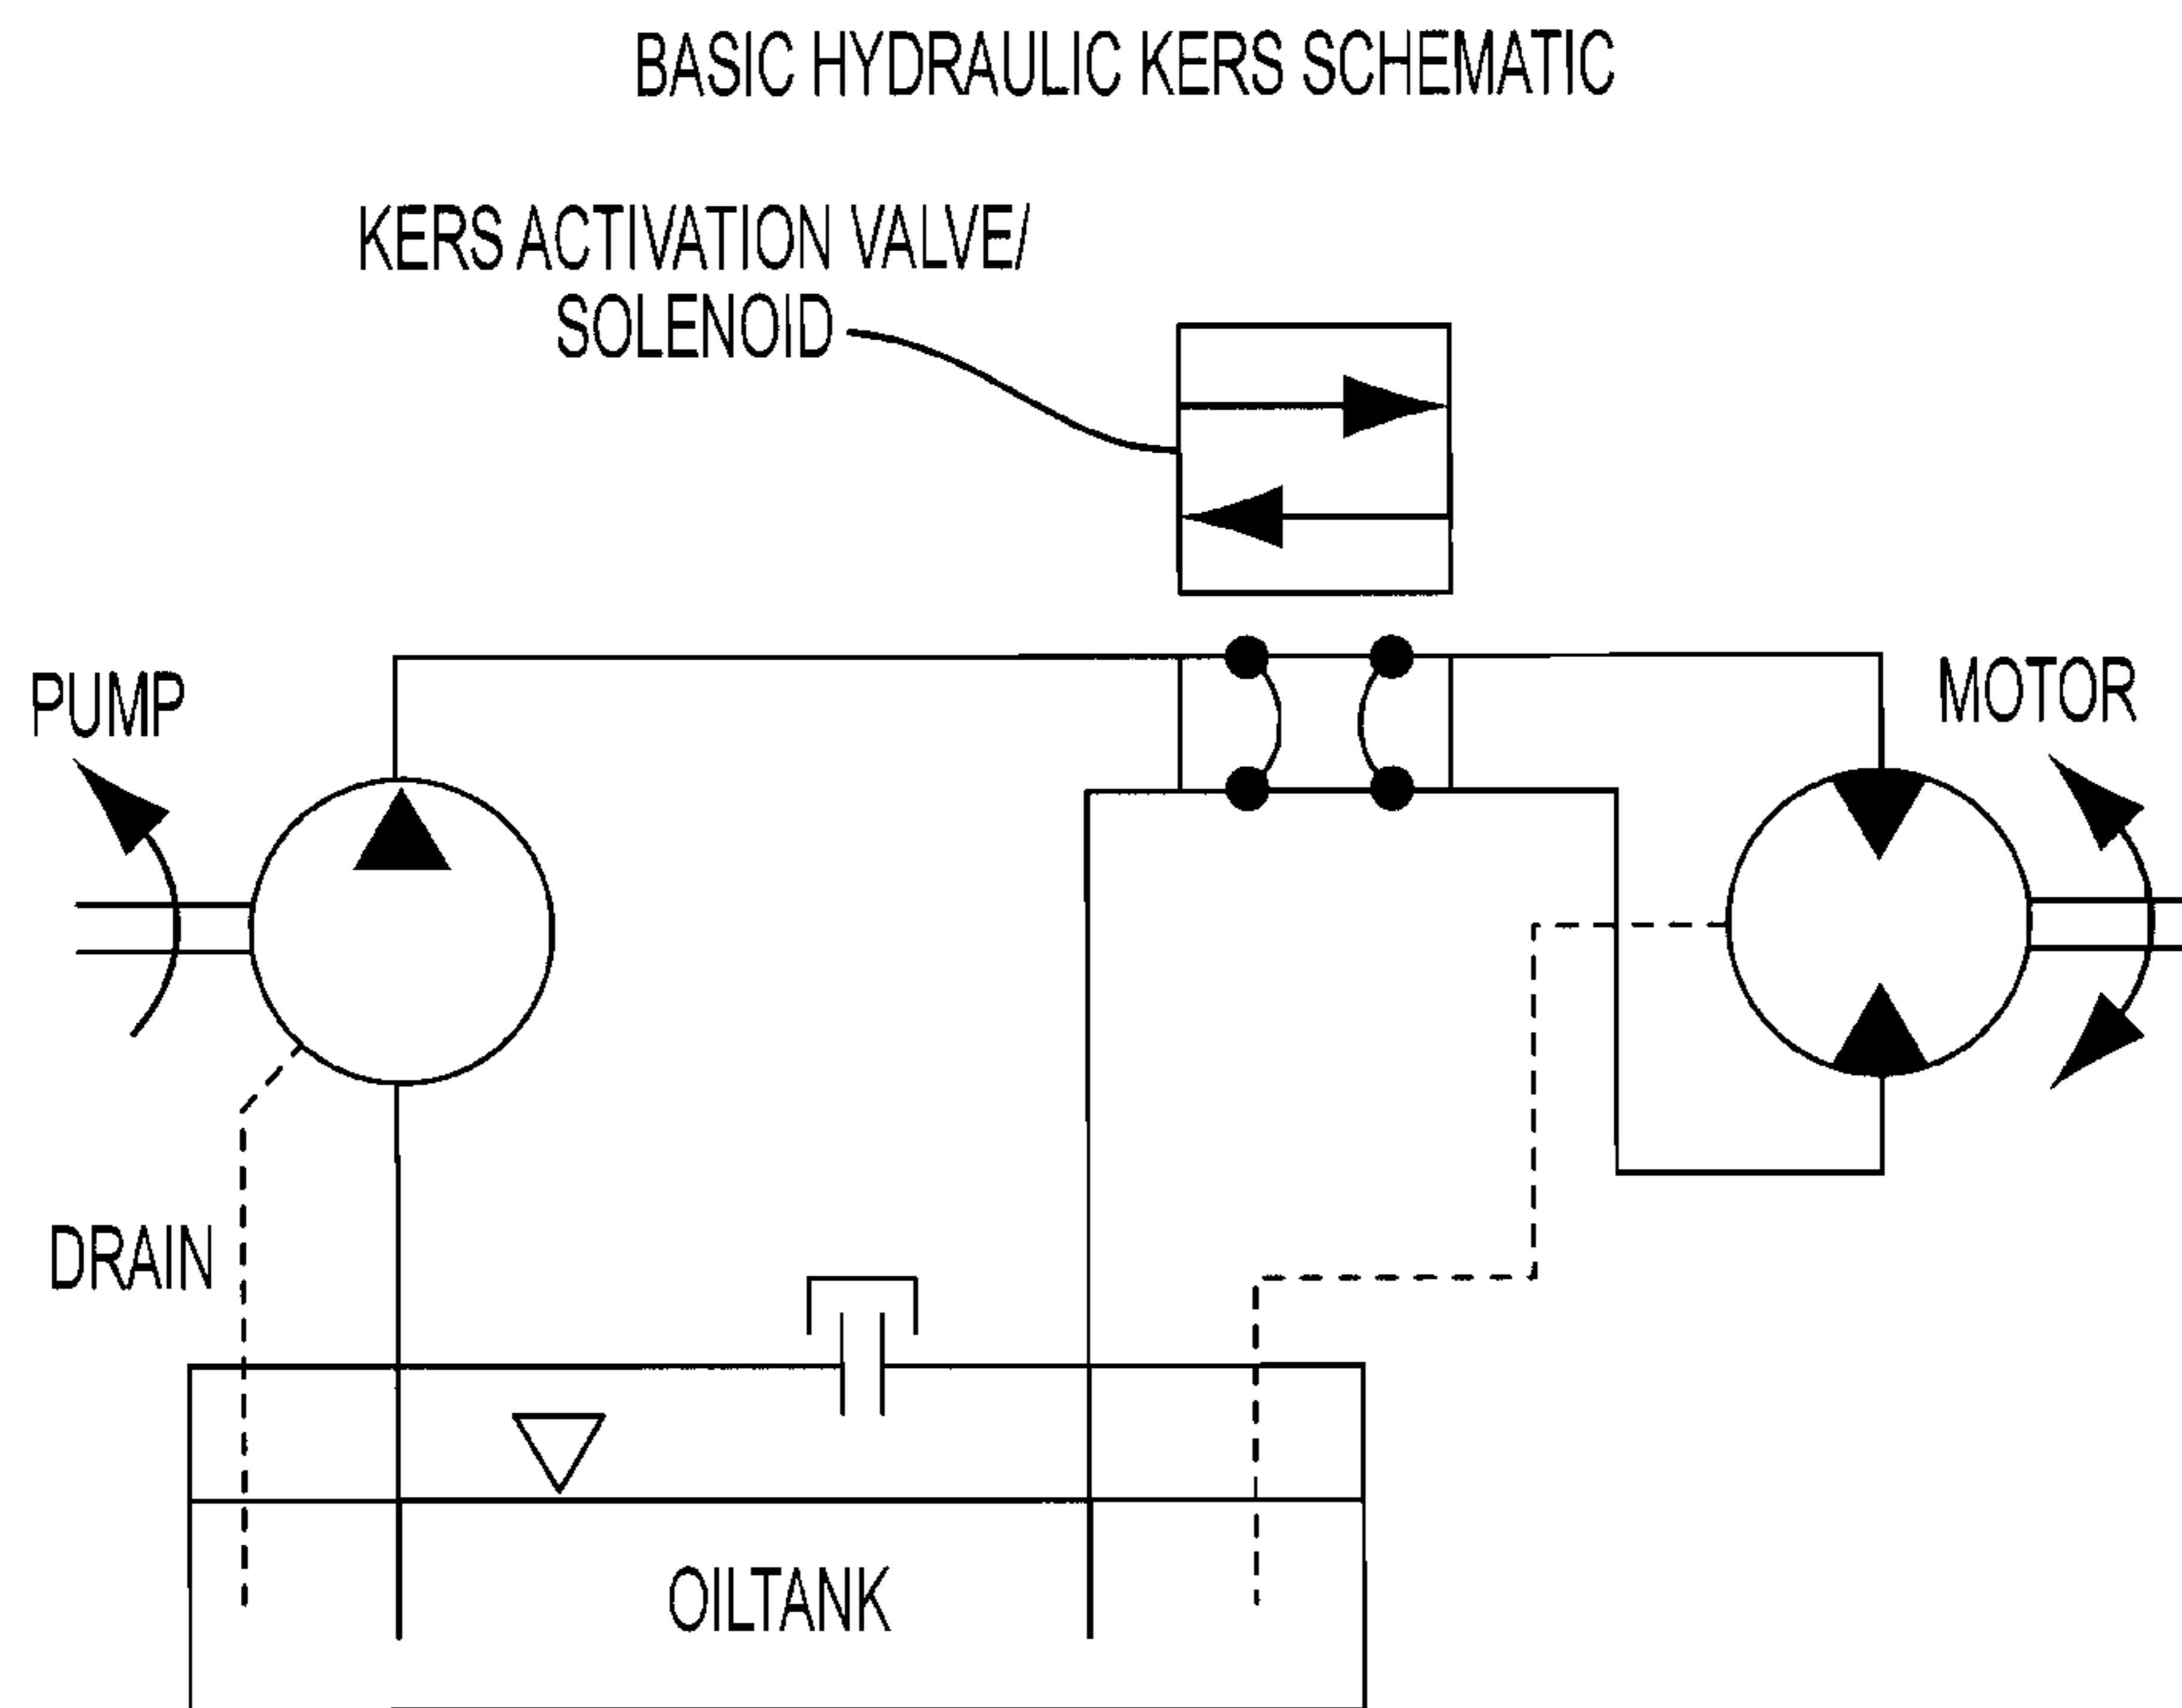 BASIC HYDRAULIC KERS SCHEMATIC
KERS ACTIVATION VALVE/
SOLENOID
PUMP
MOTOR
DRAIN
OILTANK